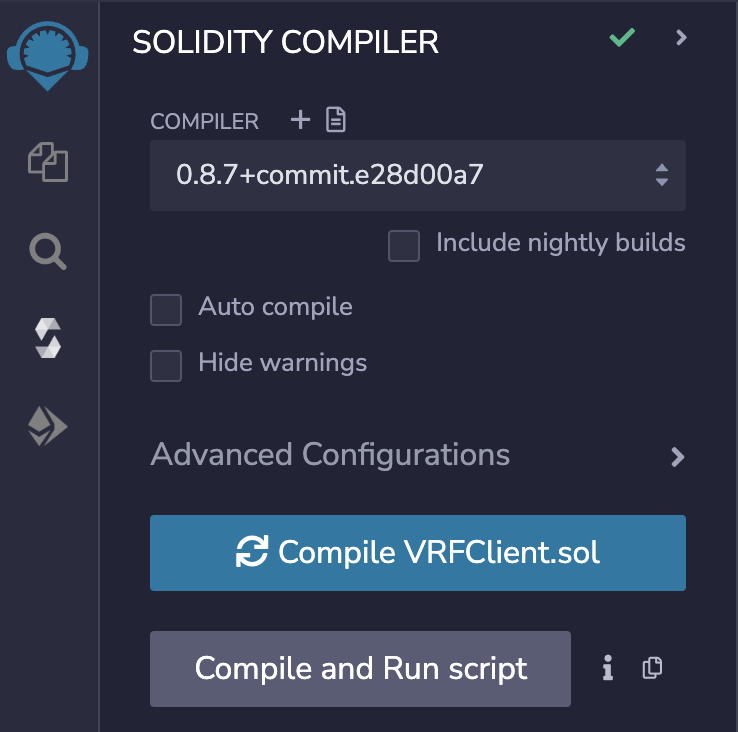 SOLIDITY COMPILER
COMPILER
0.8.7+commit.e28d00a7
Include nightly builds
Auto compile
Hide warnings
Advanced Configurations
Compile VRFClient.sol
Compile and Run script